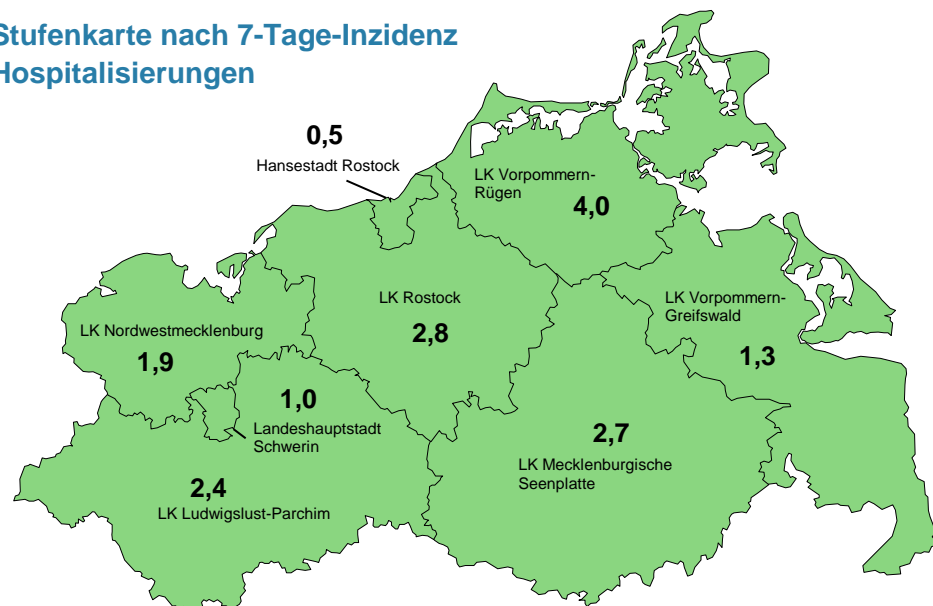 Stufenkarte nach 7-Tage-Inzidenz
Hospitalisierungen
0,5
Hansestadt Rostock
LK Vorpommern-
Rügen
4,0
LK Rostock
2,8
LK Vorpommern-
Greifswald
1,3
LK Nordwestmecklenburg
1,9
1,0
Landeshauptstadt
Schwerin
2,7
LK Mecklenburgische
Seenplatte
2,4
LK Ludwigslust-Parchim